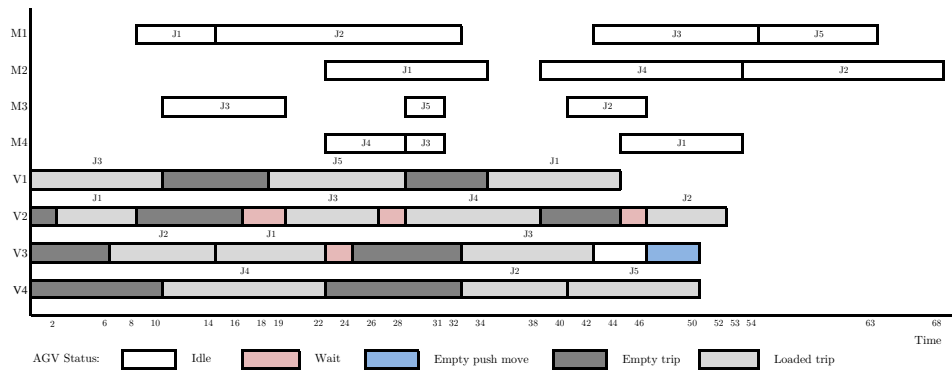 M1 J1 J2 J3 J5
M2 J1 J4 J2
M3 J3 J5 J2
M4 J4 J3 J1
J3 J5 J1
V1
J1 J3 J4 J2
V2
J2 J1 J3
V3
J4 J2 J5
V4
2 6 8 10 14 16 18 19 22 24 26 28 31 32 34 38 40 42 44 46 50 52 53 54 63 68
Time
AGV Status: Idle Wait Empty push move Empty trip Loaded trip